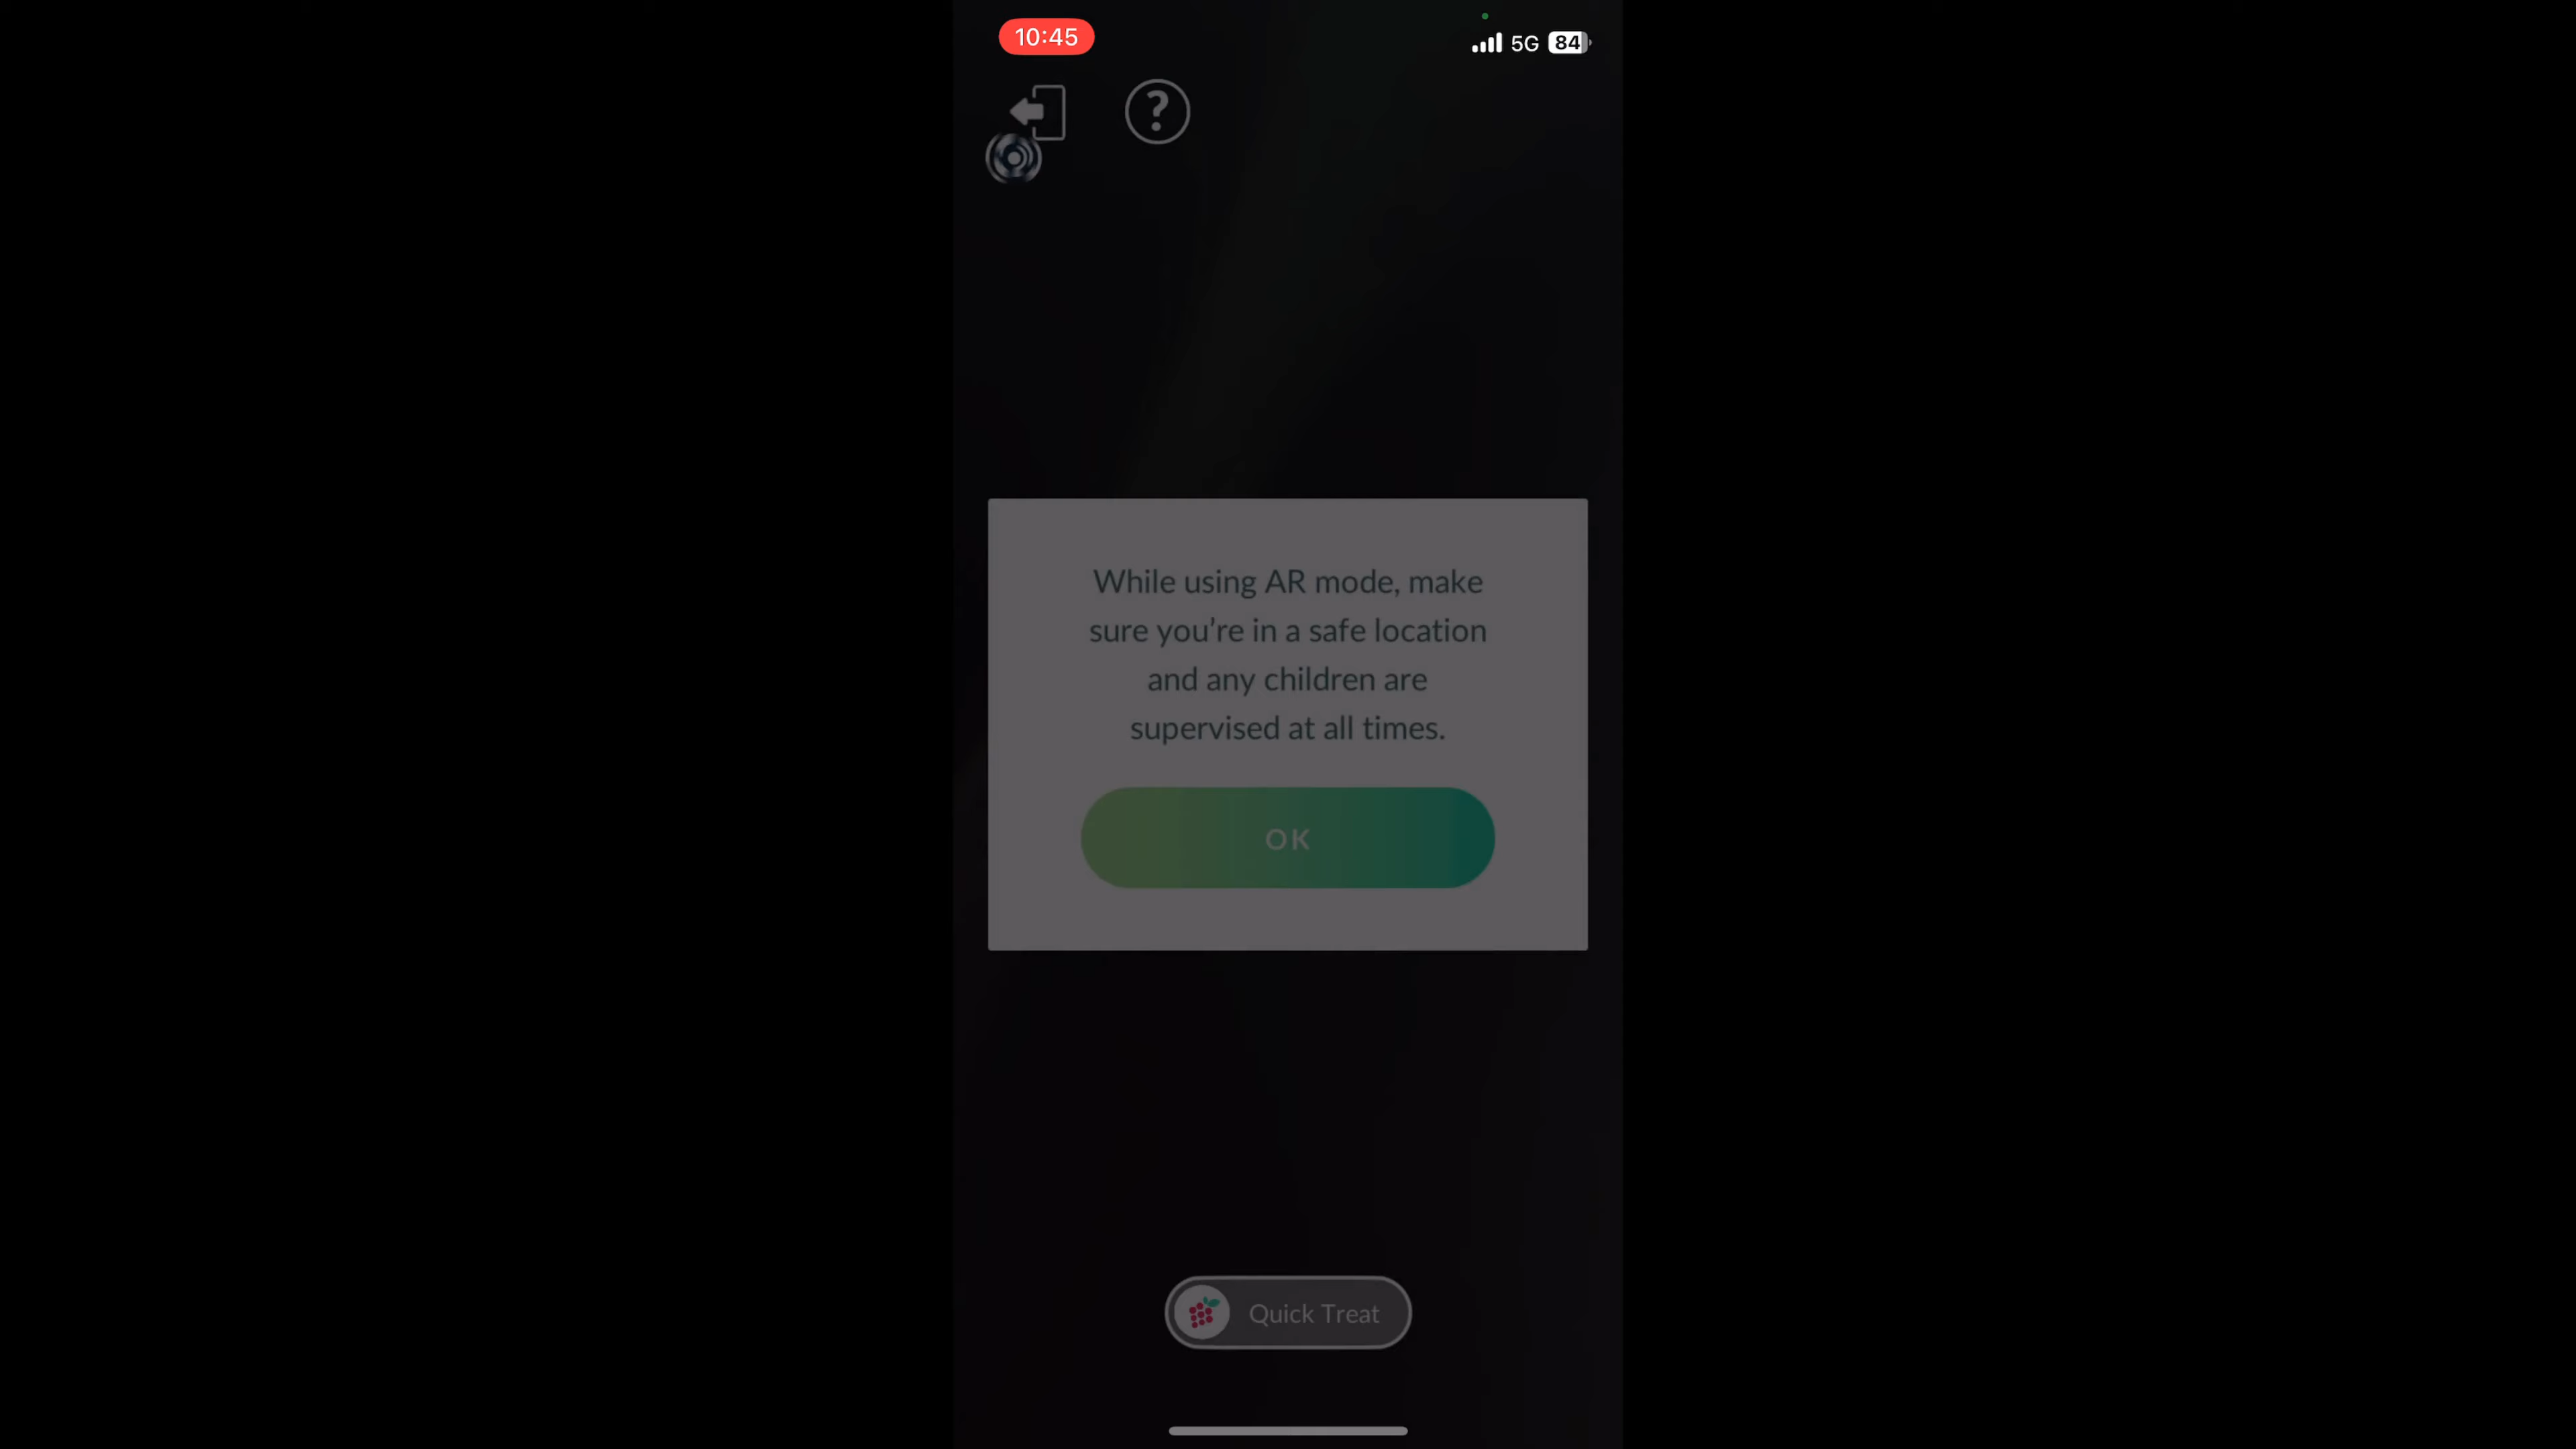 10:45
5G 84
?
While using AR mode, make
sure you’re in a safe location
and any children are
supervised at all times.
OK
Quick Treat